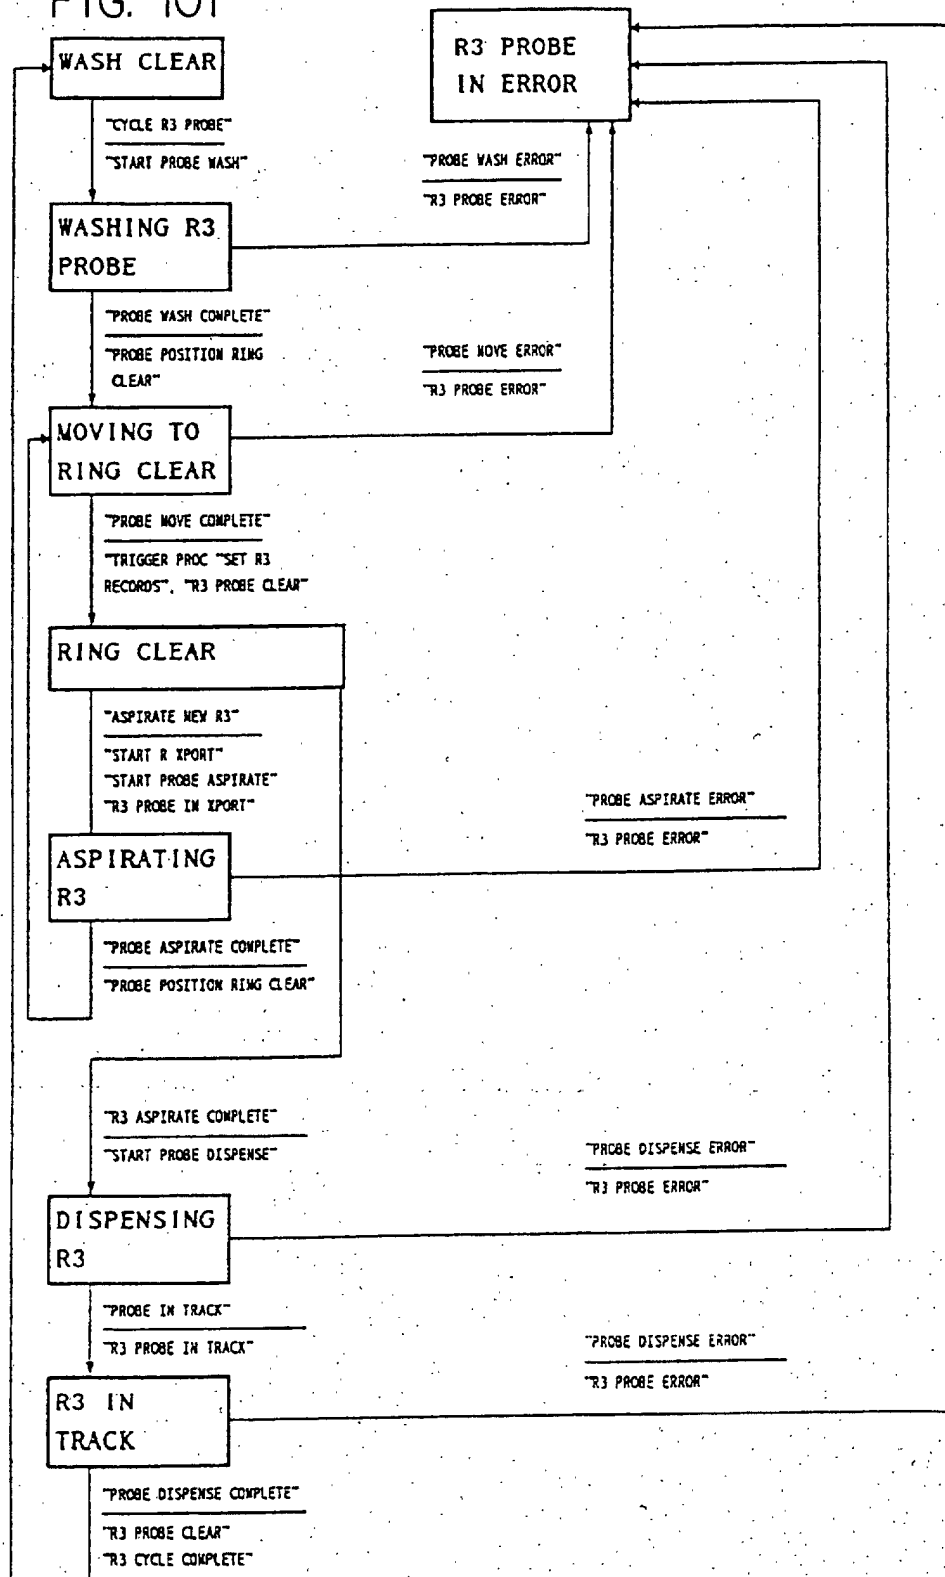 FIG. 101
WASH CLEAR
"CYCLE R3 PROBE"
"START PROBE WASH"
R3 PROBE
IN ERROR
"PROBE WASH ERROR"
"R3 PROBE ERROR"
WASHING R3
PROBE
"PROBE WASH COMPLETE"
"PROBE POSITION RING
CLEAR"
"PROBE MOVE ERROR"
"R3 PROBE ERROR"
MOVING TO
RING CLEAR
"PROBE MOVE COMPLETE"
"TRIGGER PROC "SET R3
RECORDS", "R3 PROBE CLEAR"
RING CLEAR
"ASPIRATE NEW R3"
"START R XPORT"
"START PROBE ASPIRATE"
"R3 PROBE IN XPORT"
"PROBE ASPIRATE ERROR"
"R3 PROBE ERROR"
ASPIRATING
R3
"PROBE ASPIRATE COMPLETE"
"PROBE POSITION RING CLEAR"
"R3 ASPIRATE COMPLETE"
"START PROBE DISPENSE"
"PROBE DISPENSE ERROR"
"R3 PROBE ERROR"
DISPENSING
R3
"PROBE IN TRACK"
"R3 PROBE IN TRACK"
"PROBE DISPENSE ERROR"
"R3 PROBE ERROR"
R3 IN
TRACK
"PROBE DISPENSE COMPLETE"
"R3 PROBE CLEAR"
"R3 CYCLE COMPLETE"